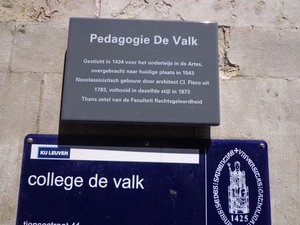 Pedagogie De Valk
Gesticht in 1434 voor het onderwijs in de Artes,
overgebracht naar huidige plaats in 1543
Neoclassicistisch gebouw door architect Cl. Fisco uit
1783, voltooid in dezelfde stijl in 1873
Thans zetel van de Faculteit Rechtsgeleerdheid
KU LEUVEN
college de valk
1425